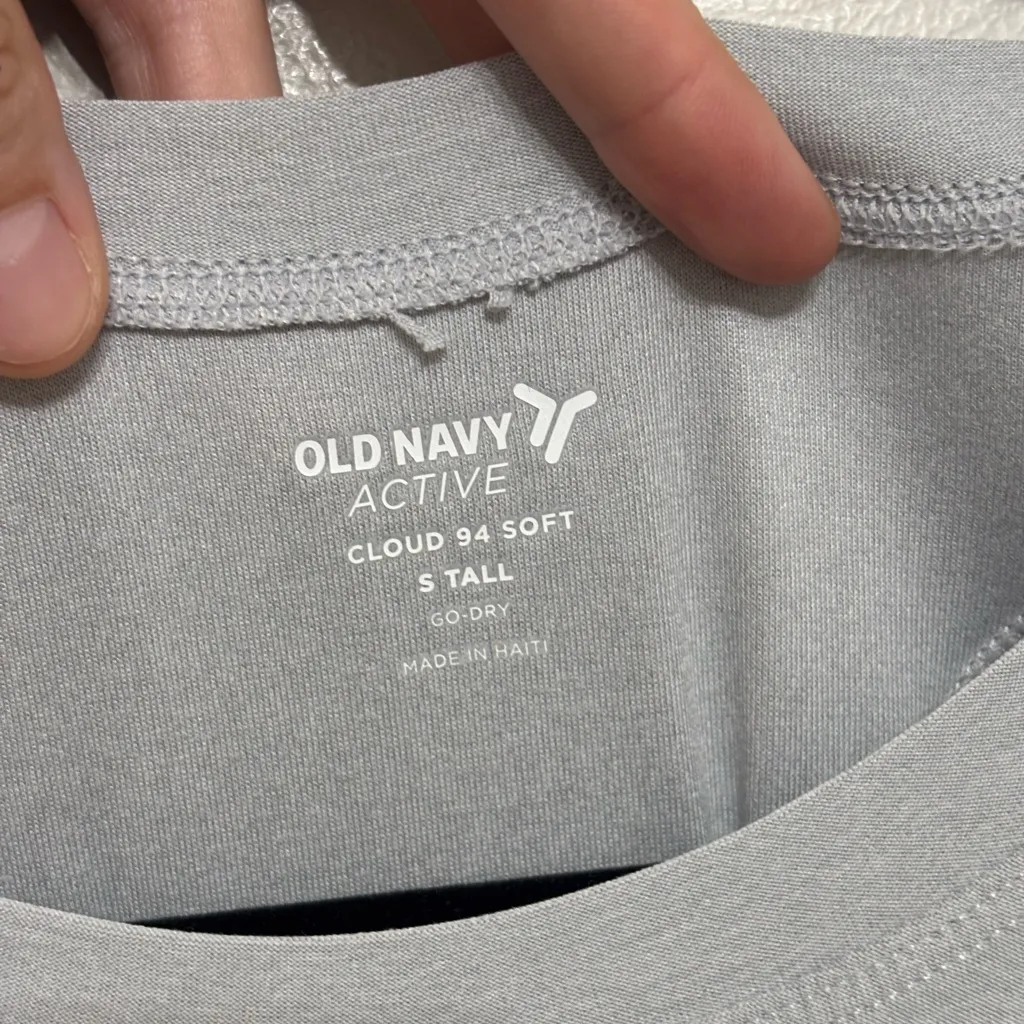 OLD NAVY
ACTIVE
CLOUD 94 SOFT
S TALL
GO-DRY
MADE IN HAITI